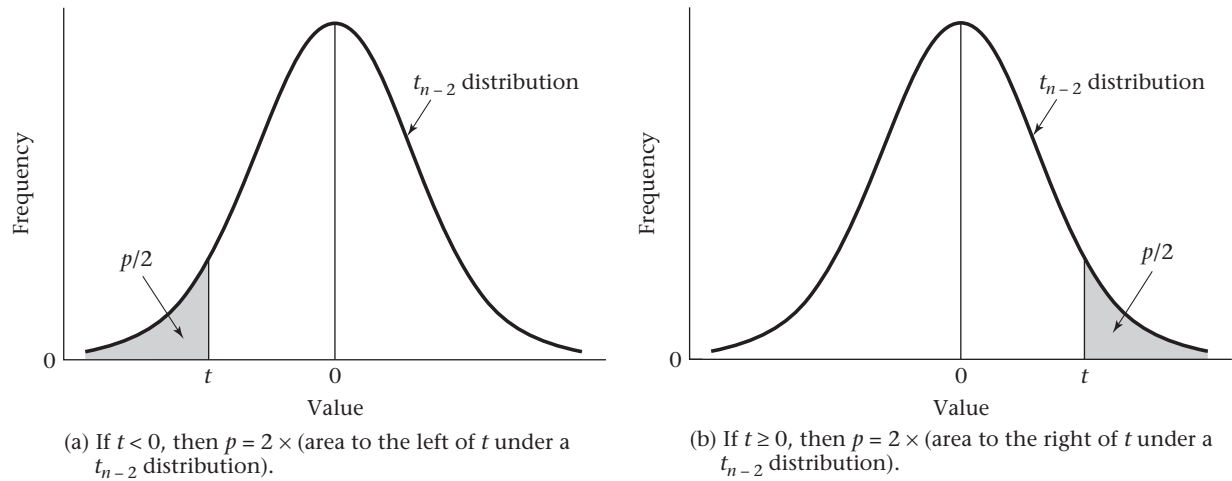 Frequency
t_{n − 2} distribution
p/2
0
t
0
Value
(a) If t < 0, then p = 2 × (area to the left of t under a
t_{n − 2} distribution).
Frequency
t_{n − 2} distribution
p/2
0
0
t
Value
(b) If t ≥ 0, then p = 2 × (area to the right of t under a
t_{n − 2} distribution).